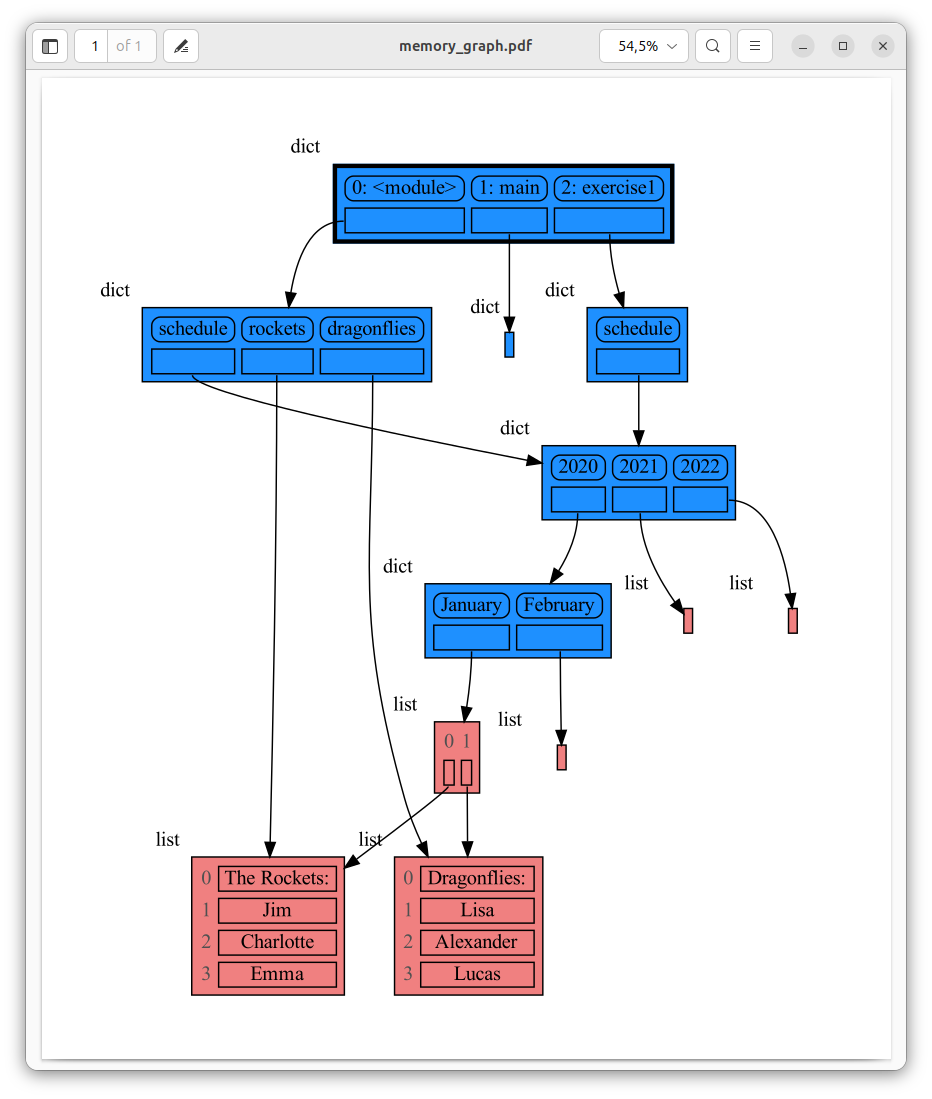 1 of 1 memory_graph.pdf 54,5%
dict
0: <module> 1: main 2: exercise1
dict
dict
dict
schedule rockets dragonflies
schedule
dict
2020 2021 2022
dict
list
list
January February
list
list
0 1
list
list
0 The Rockets:
1 Jim
2 Charlotte
3 Emma
0 Dragonflies:
1 Lisa
2 Alexander
3 Lucas